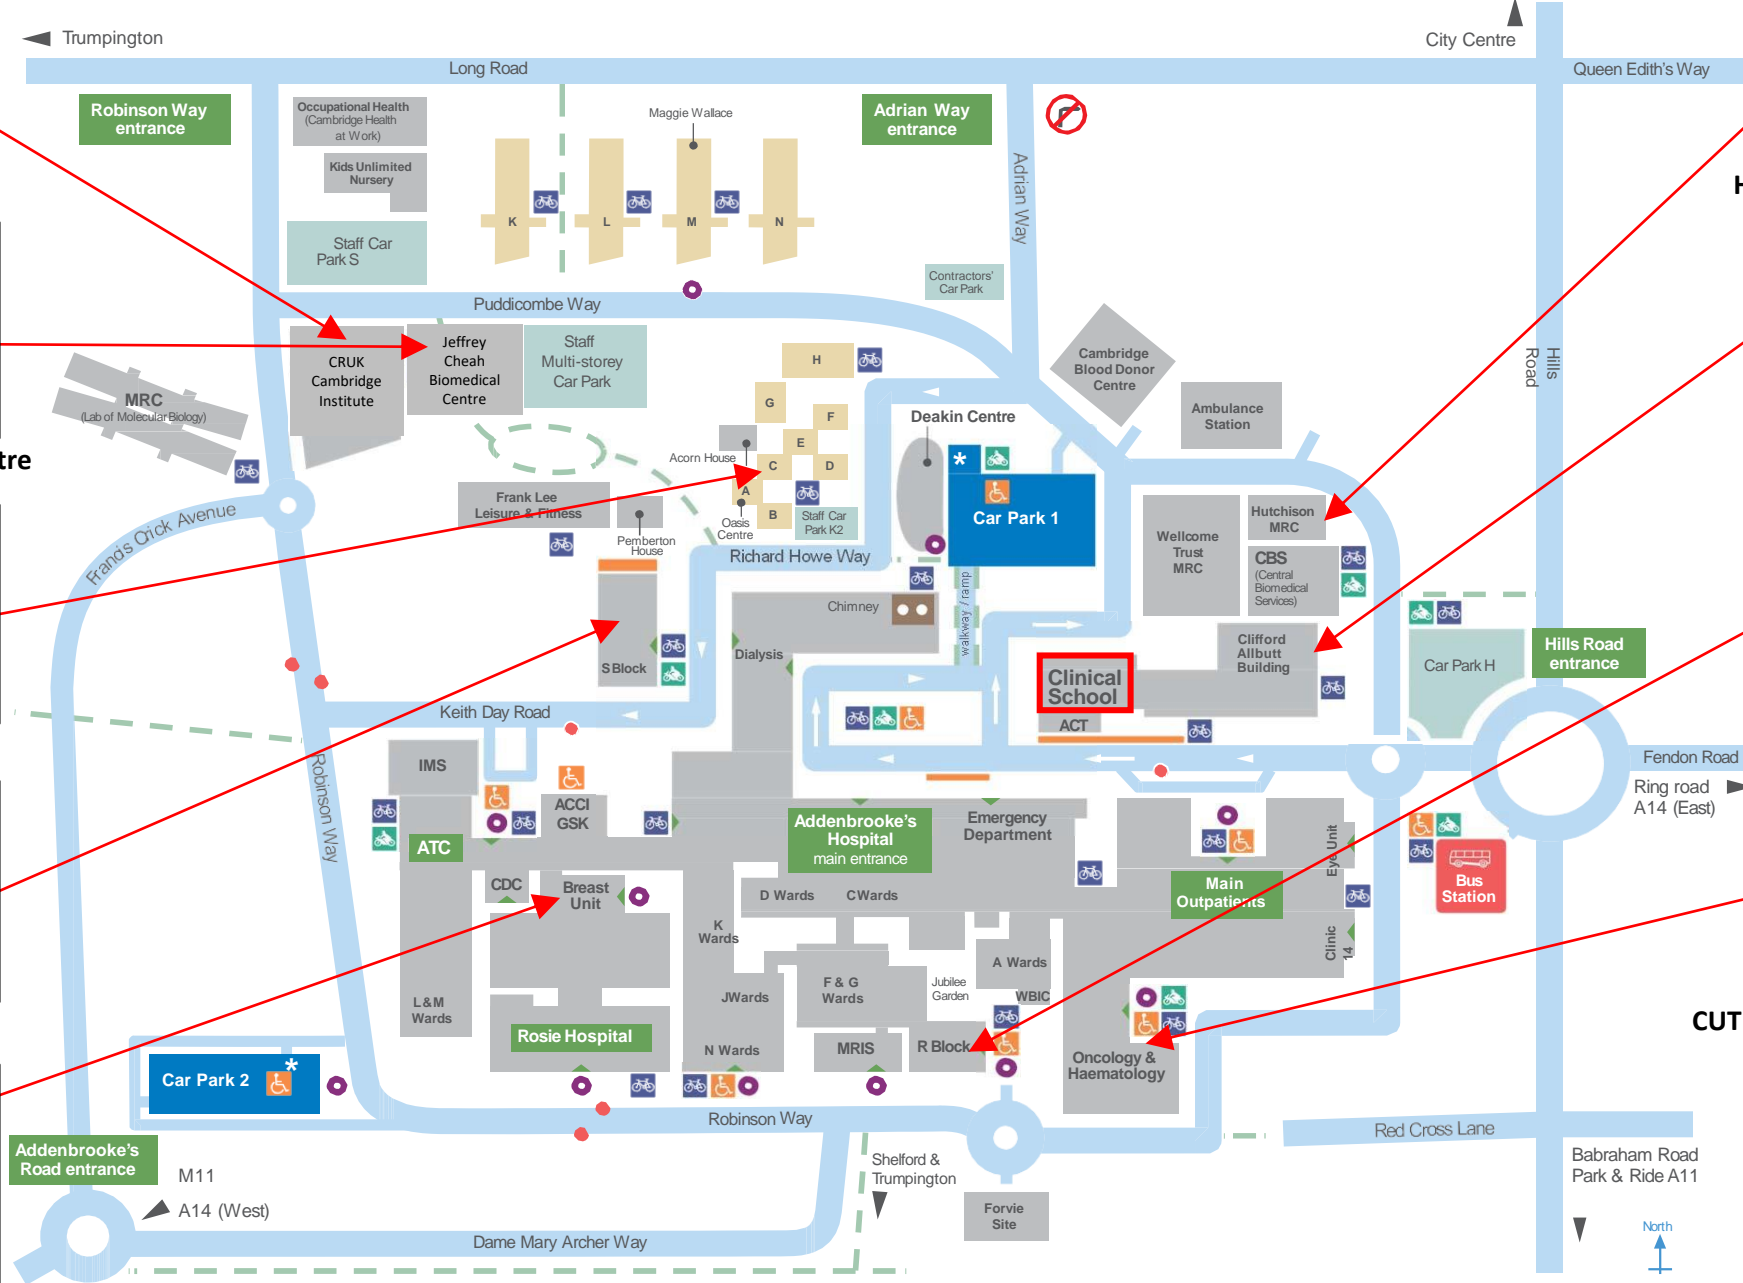 Trumpington
City Centre
Long Road
Queen Edith's Way
Robinson Way
entrance
Occupational Health
(Cambridge Health
at Work)
Maggie Wallace
Adrian Way
entrance
Kids Unlimited
Nursery
Adrian Way
H
K
L
M
N
Staff Car
Park S
Contractors'
Car Park
Puddicombe Way
CRUK
Cambridge
Institute
Jeffrey
Cheah
Biomedical
Centre
Staff
Multi-storey
Car Park
H
Cambridge
Blood Donor
Centre
Hills
Road
MRC
(Lab of Molecular Biology)
G
F
E
C
D
A
B
Acorn House
Oasis
Centre
Staff Car
Park K2
Deakin Centre
Ambulance
Station
tre
*
Car Park 1
Frank Lee
Leisure & Fitness
Pemberton
House
Francis Crick Avenue
Richard Howe Way
Wellcome
Trust
MRC
Hutchison
MRC
CBS
(Central
Biomedical
Services)
Chimney
walkway / ramp
Dialysis
S Block
Clifford
Allbutt
Building
Clinical
School
ACT
Car Park H
Hills Road
entrance
Keith Day Road
Robinson Way
IMS
ACCI
GSK
ATC
Fendon Road
Ring road
A14 (East)
Addenbrooke's
Hospital
main entrance
Emergency
Department
Eye Unit
Bus
Station
CDC
Breast
Unit
D Wards
C Wards
Main
Outpatients
K
Wards
Clinic
14
A Wards
L&M
Wards
J Wards
F & G
Wards
Jubilee
Garden
WBIC
CUT
Rosie Hospital
N Wards
MRIS
R Block
Oncology &
Haematology
Car Park 2
*
Robinson Way
Red Cross Lane
Addenbrooke's
Road entrance
M11
A14 (West)
Shelford &
Trumpington
Babraham Road
Park & Ride A11
Forvie
Site
North
Dame Mary Archer Way